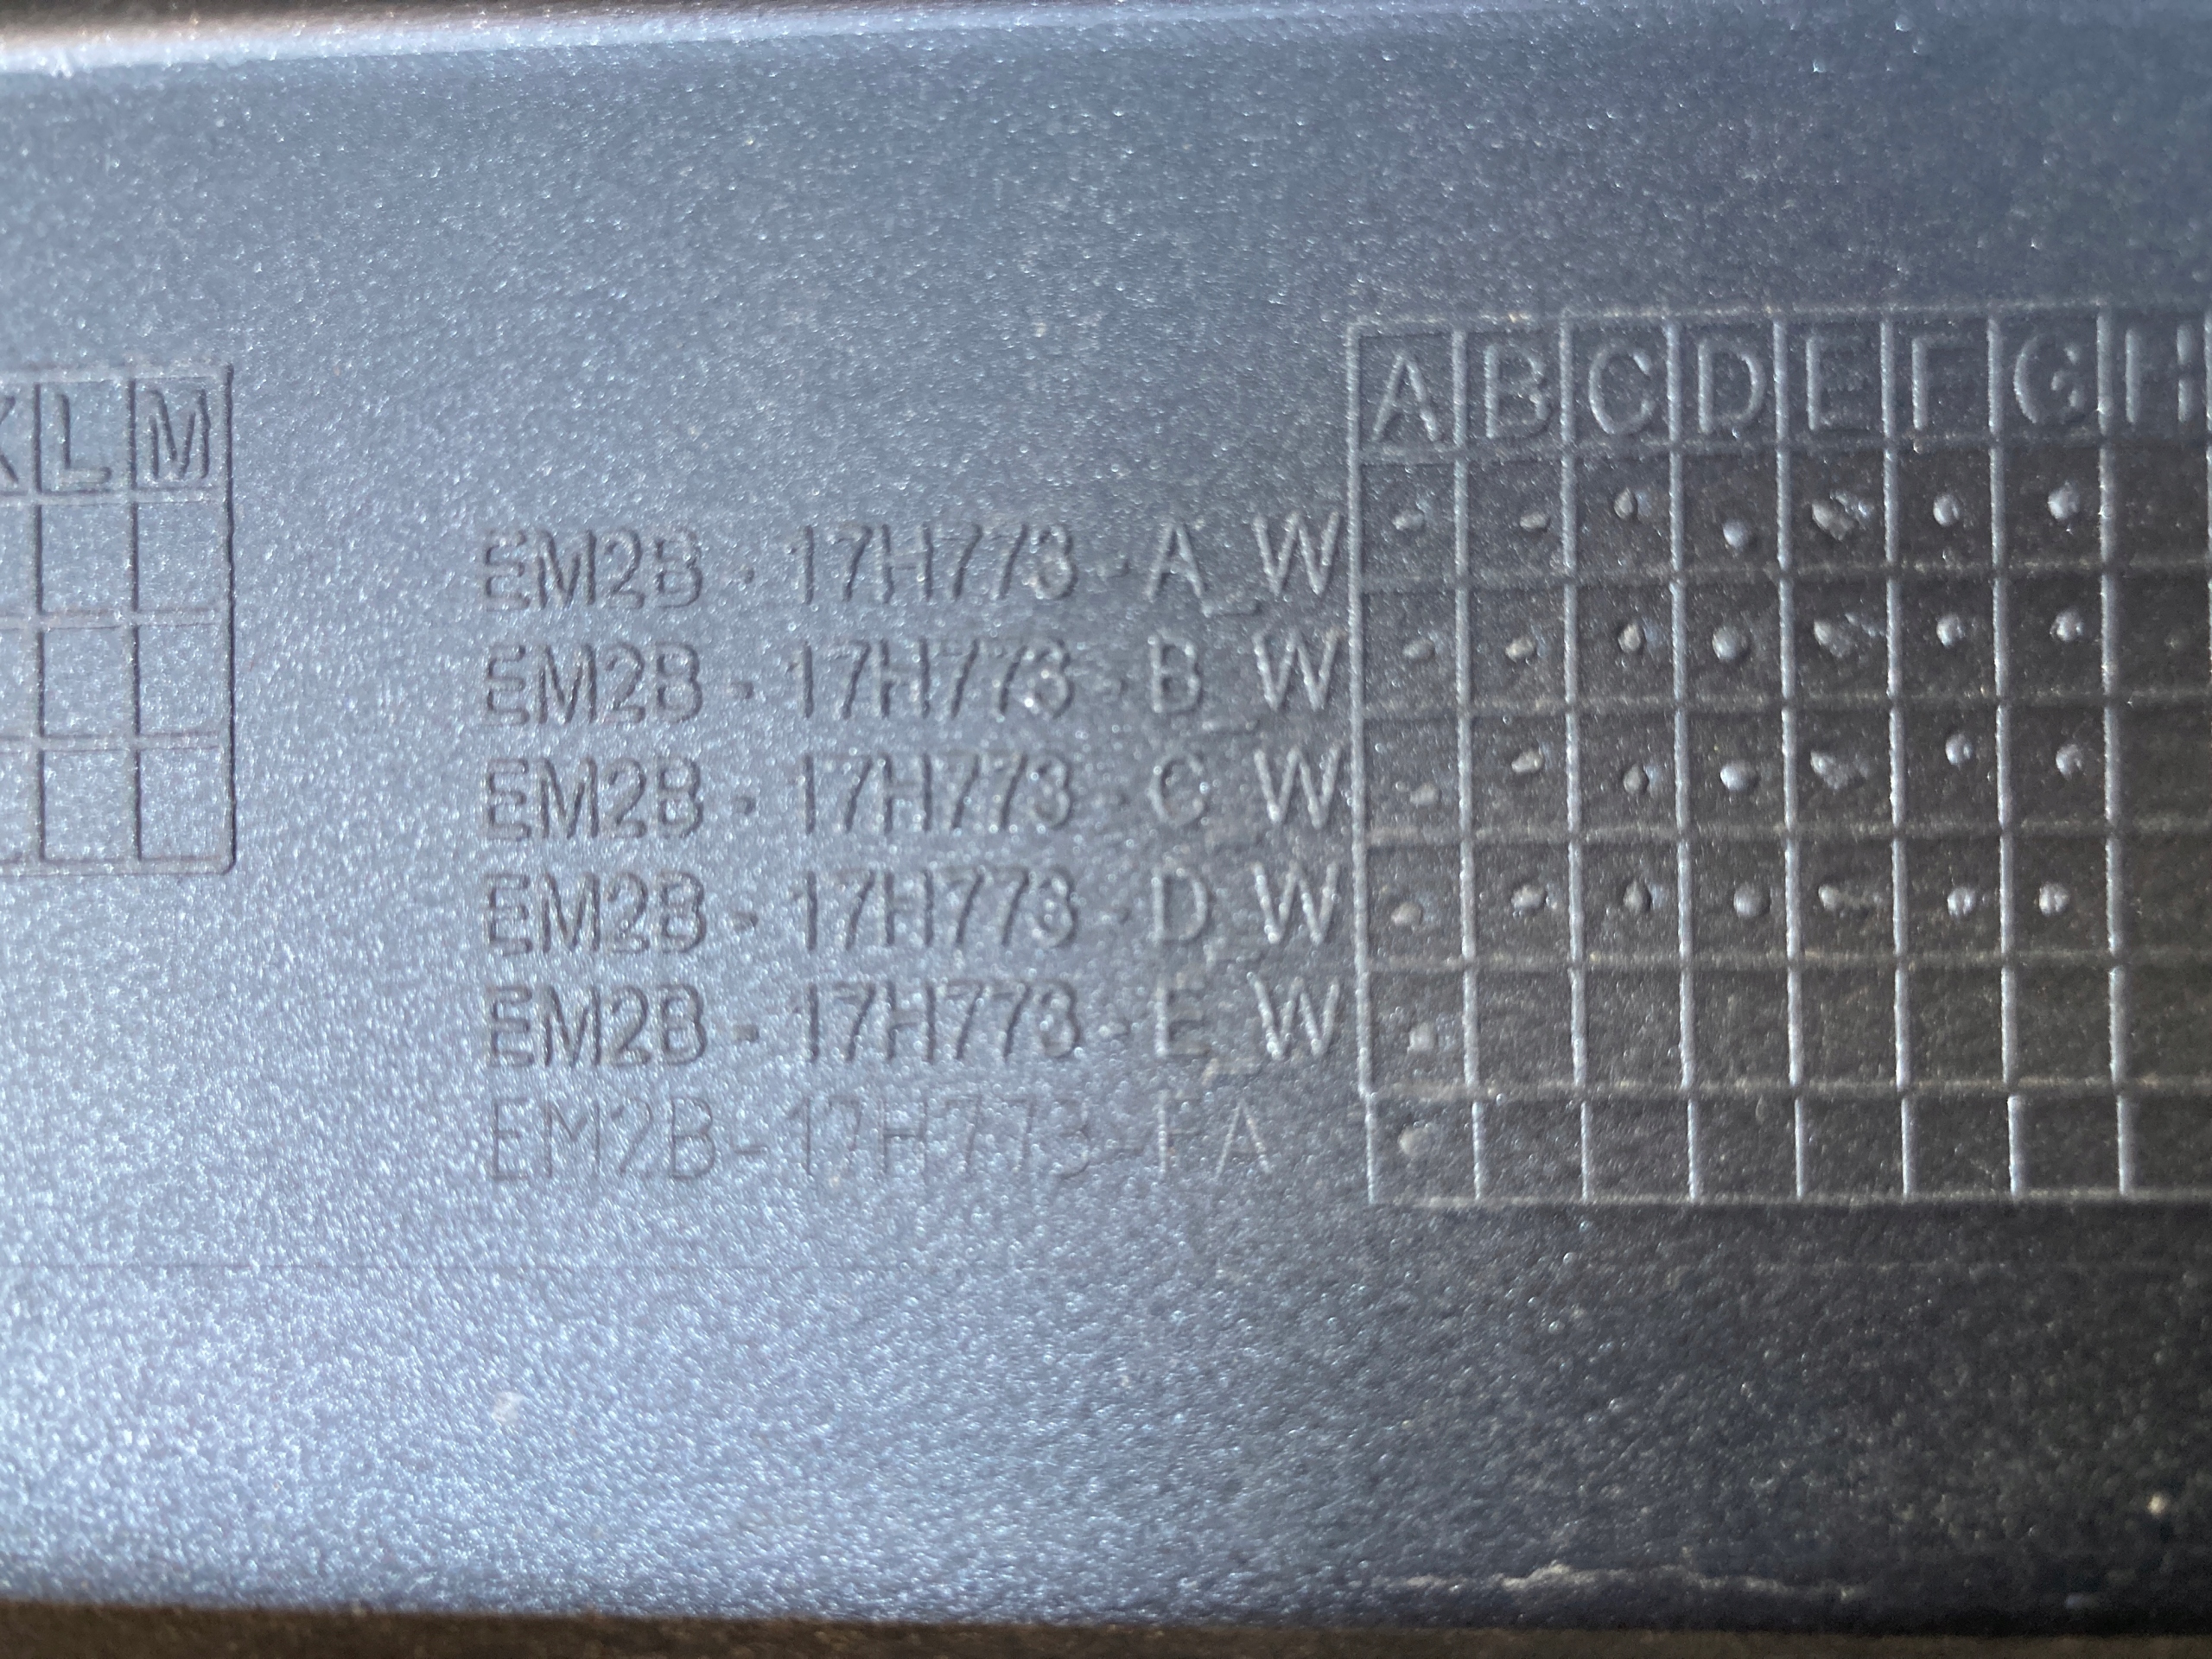 K L M
A B C D E F G H
EM2B - 17H773 - A_W
EM2B - 17H773 - B_W
EM2B - 17H773 - C_W
EM2B - 17H773 - D_W
EM2B - 17H773 - E_W
EM2B - 17H773 - FA